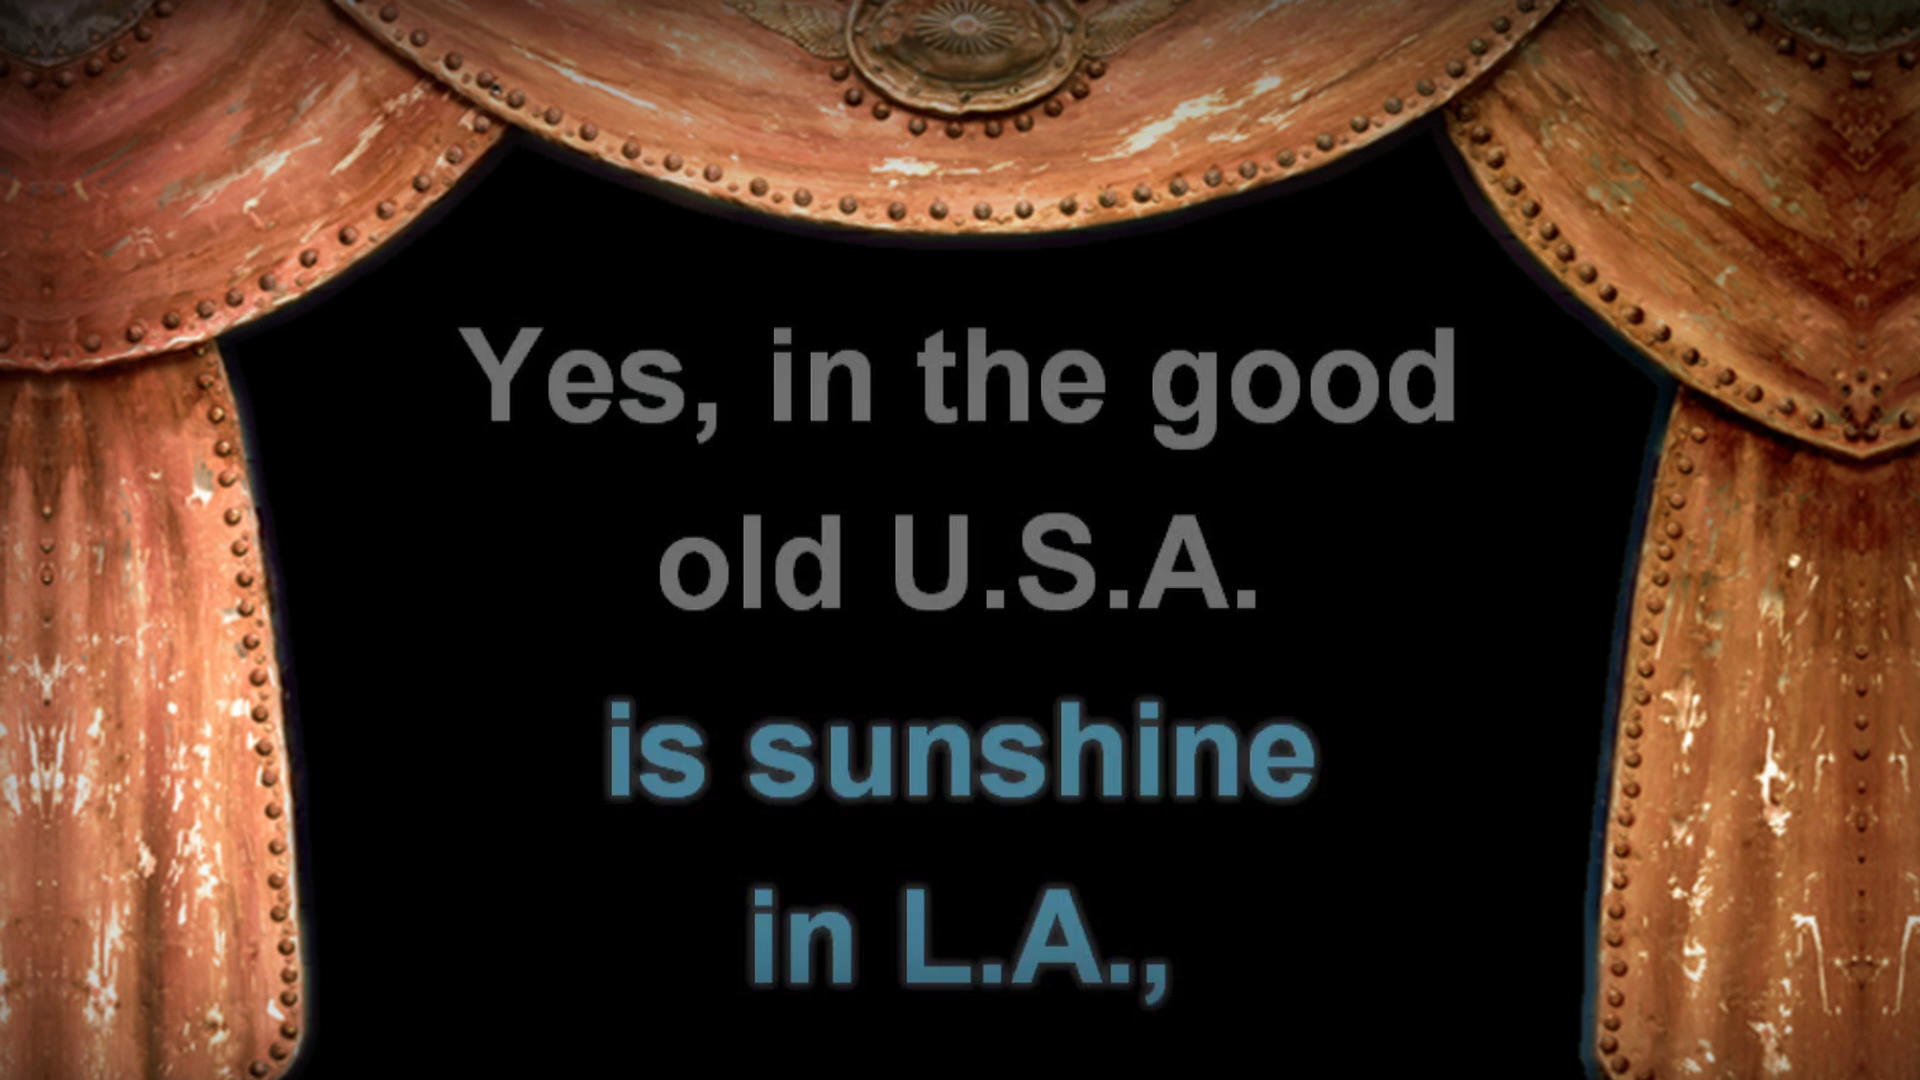 Yes, in the good
old U.S.A.
is sunshine
in L.A.,